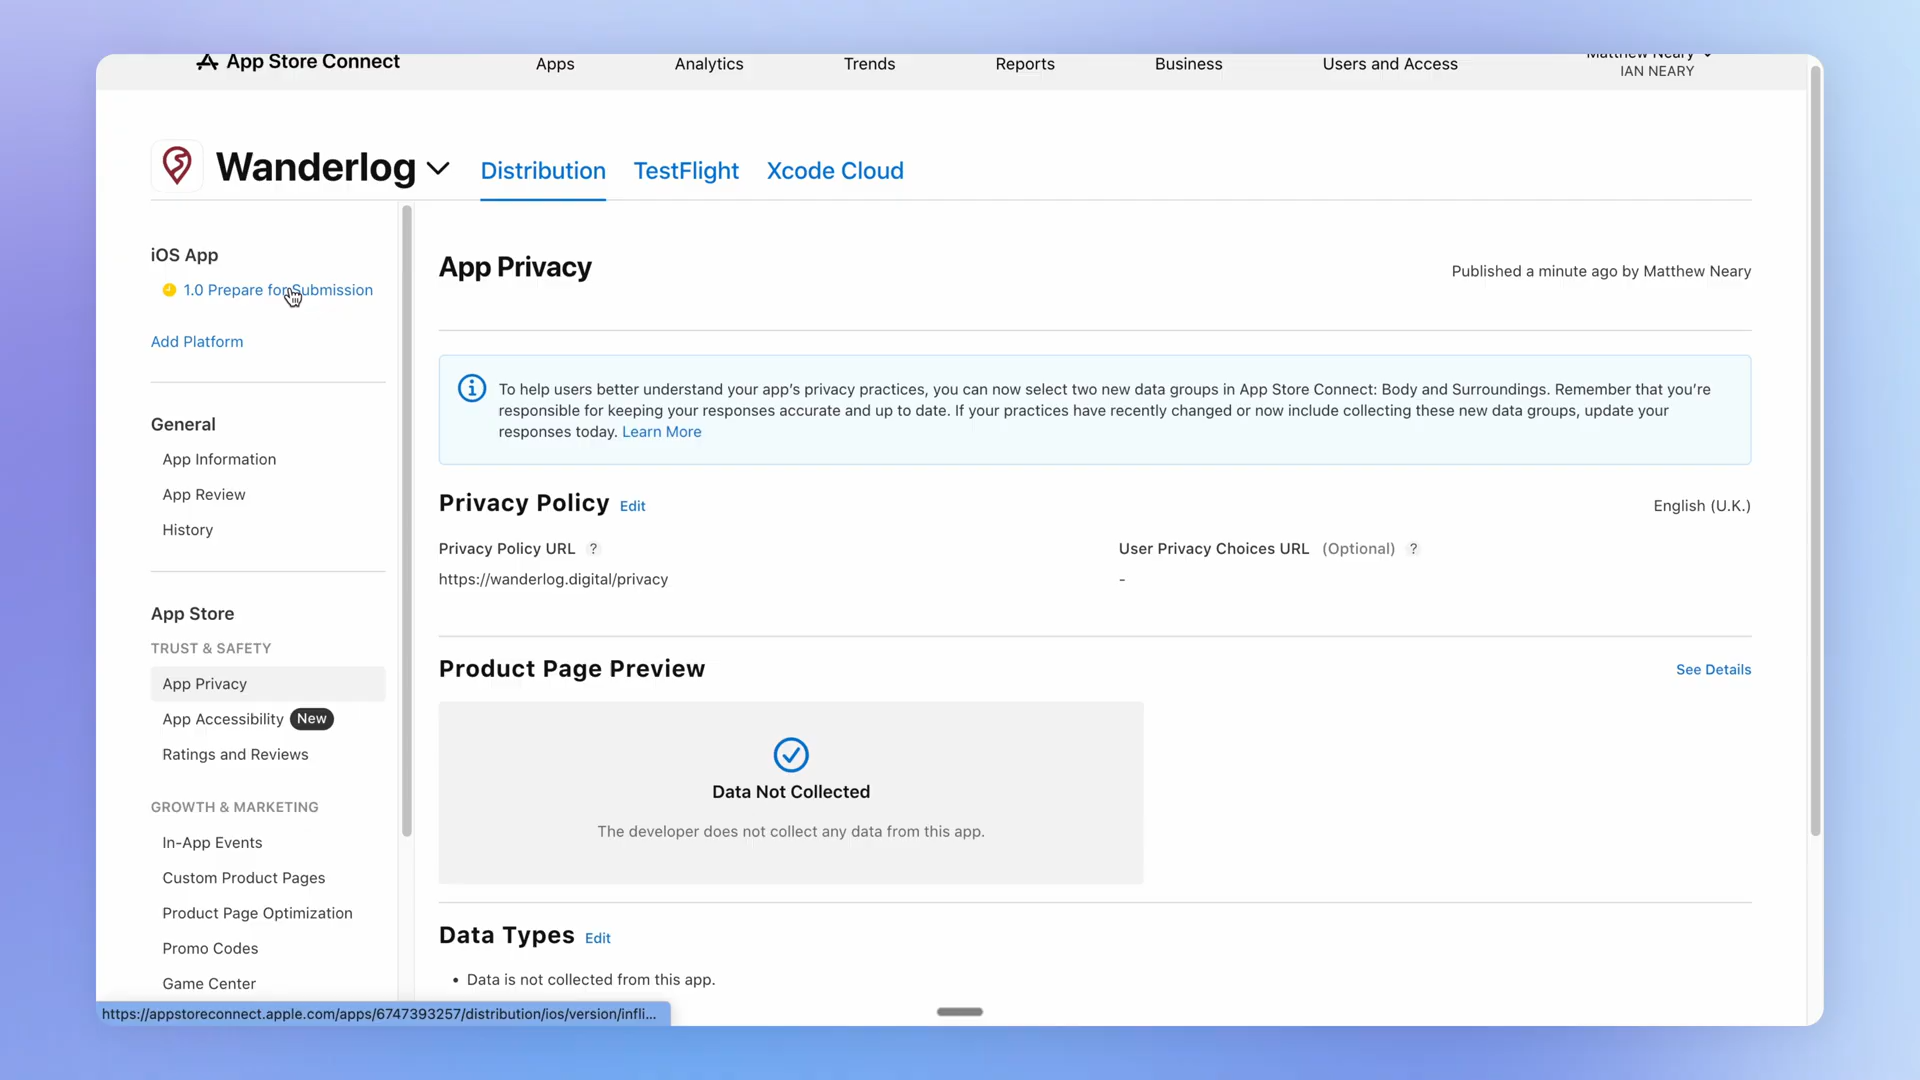 App Store Connect
Apps
Analytics
Trends
Reports
Business
Users and Access
Matthew Neary
IAN NEARY
Wanderlog
Distribution
TestFlight
Xcode Cloud
iOS App
1.0 Prepare for Submission
Add Platform
General
App Information
App Review
History
App Store
TRUST & SAFETY
App Privacy
App Accessibility New
Ratings and Reviews
GROWTH & MARKETING
In-App Events
Custom Product Pages
Product Page Optimization
Promo Codes
Game Center
App Privacy
Published a minute ago by Matthew Neary
To help users better understand your app’s privacy practices, you can now select two new data groups in App Store Connect: Body and Surroundings. Remember that you’re
responsible for keeping your responses accurate and up to date. If your practices have recently changed or now include collecting these new data groups, update your
responses today. Learn More
Privacy Policy Edit
English (U.K.)
Privacy Policy URL ?
https://wanderlog.digital/privacy
User Privacy Choices URL (Optional) ?
-
Product Page Preview
See Details
Data Not Collected
The developer does not collect any data from this app.
Data Types Edit
• Data is not collected from this app.
https://appstoreconnect.apple.com/apps/6747393257/distribution/ios/version/infli...